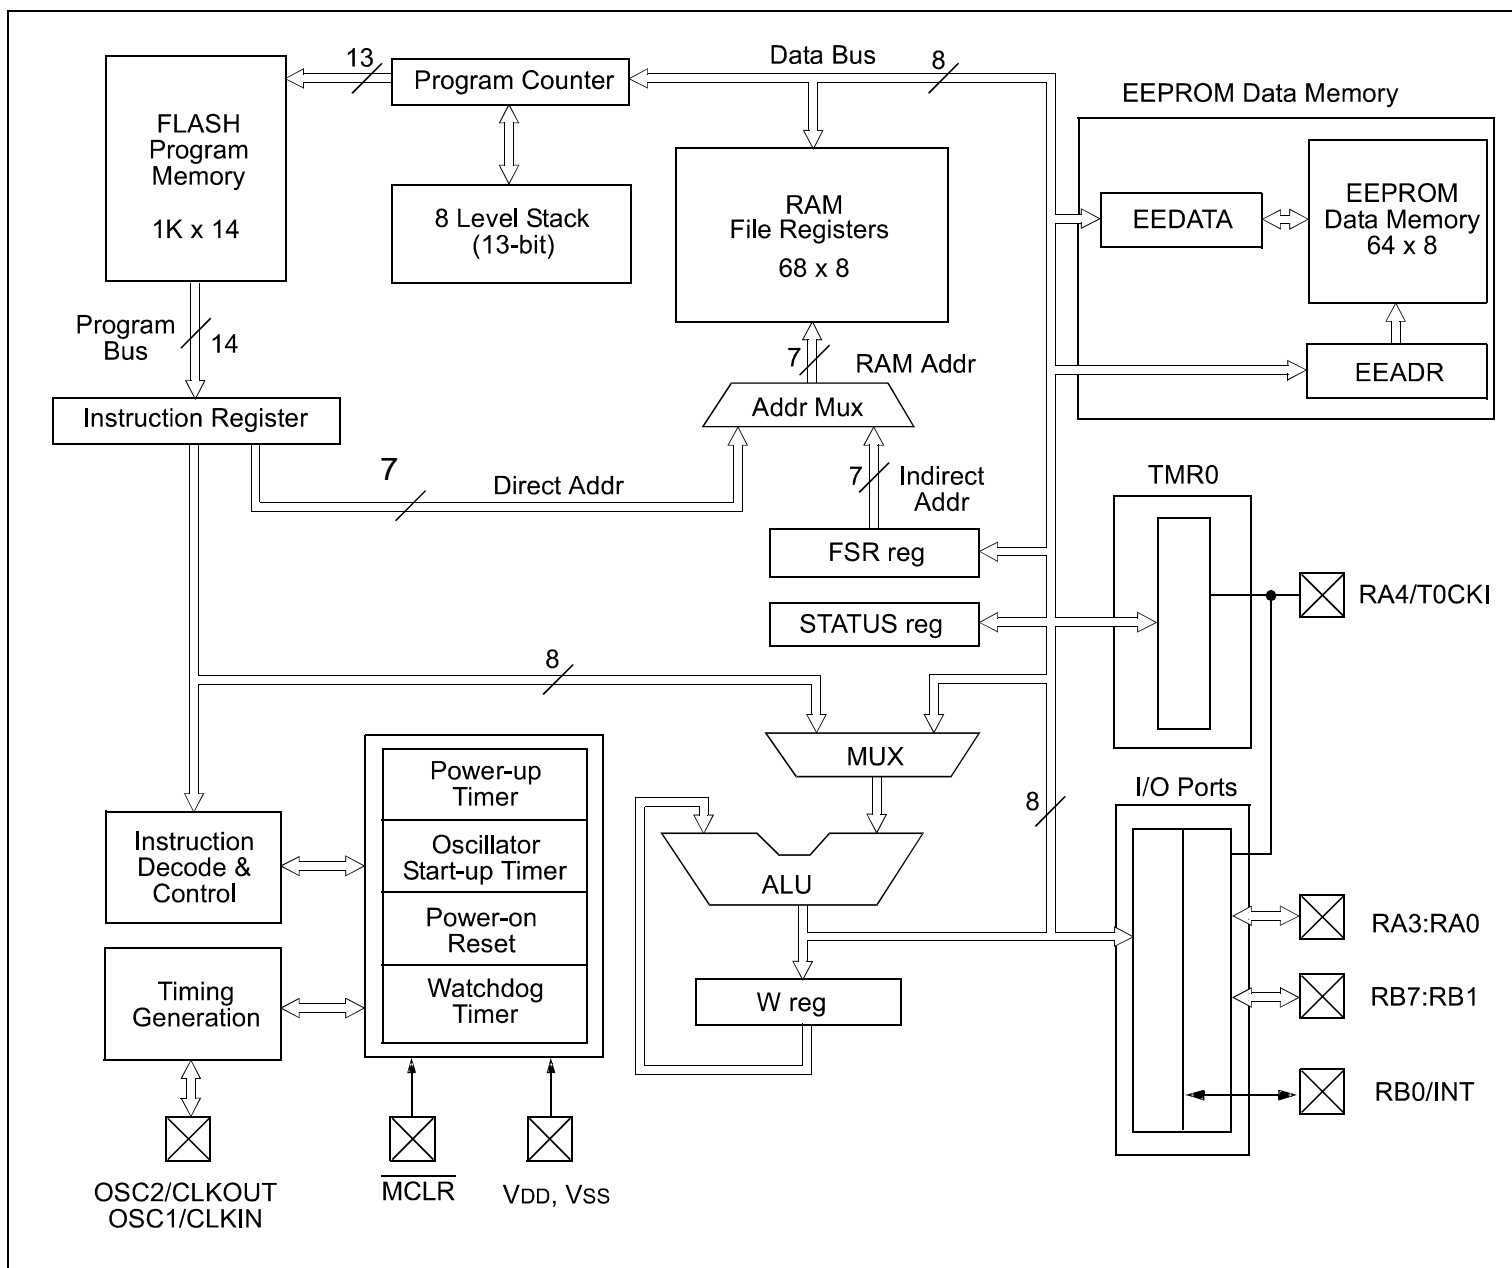 13
Program Counter
Data Bus
8
EEPROM Data Memory
FLASH
Program
Memory
1K x 14
8 Level Stack
(13-bit)
RAM
File Registers
68 x 8
EEDATA
EEPROM
Data Memory
64 x 8
Program
Bus
14
7
RAM Addr
EEADR
Instruction Register
Addr Mux
7
Direct Addr
7
Indirect
Addr
TMR0
FSR reg
RA4/T0CKI
STATUS reg
8
MUX
Power-up
Timer
I/O Ports
8
Instruction
Decode &
Control
Oscillator
Start-up Timer
ALU
Power-on
Reset
RA3:RA0
Timing
Generation
Watchdog
Timer
W reg
RB7:RB1
RB0/INT
OSC2/CLKOUT
OSC1/CLKIN
MCLR
VDD, VSS